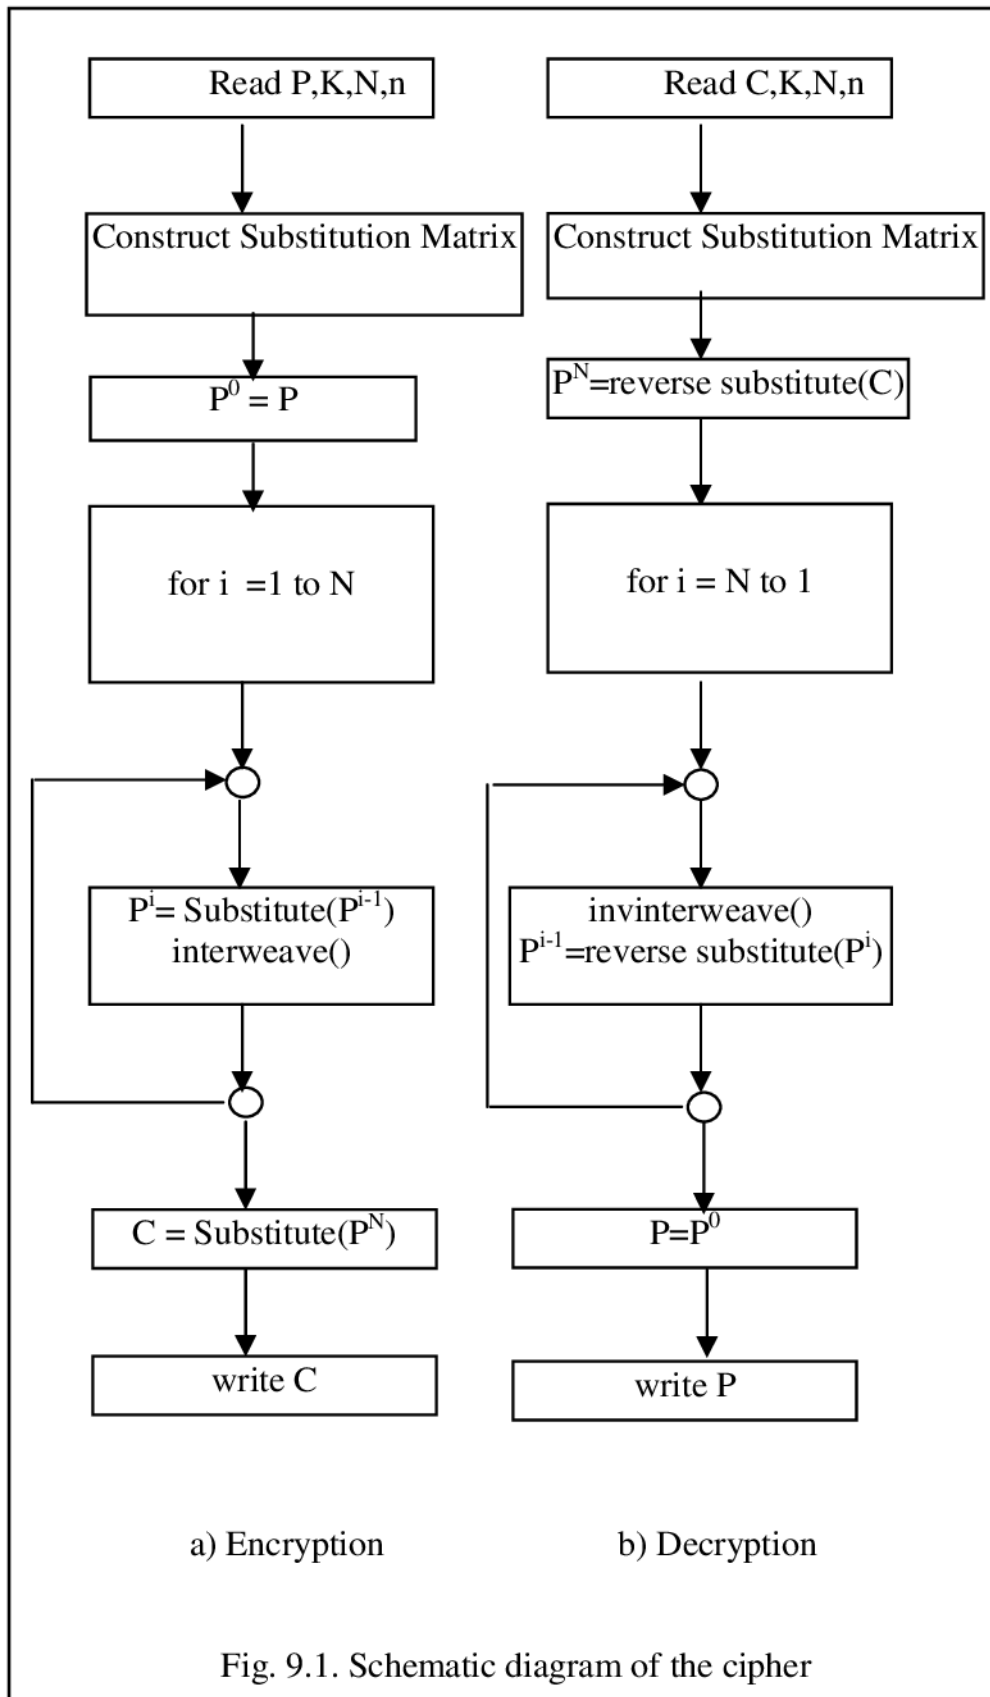 Read P,K,N,n
Construct Substitution Matrix
P⁰ = P
for i =1 to N
Pⁱ= Substitute(Pⁱ⁻¹)
interweave()
C = Substitute(Pᴺ)
write C
a) Encryption
Read C,K,N,n
Construct Substitution Matrix
Pᴺ=reverse substitute(C)
for i = N to 1
invinterweave()
Pⁱ⁻¹=reverse substitute(Pⁱ)
P=P⁰
write P
b) Decryption
Fig. 9.1. Schematic diagram of the cipher